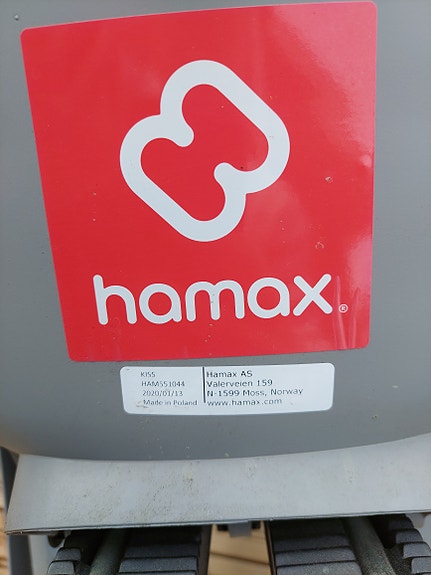 hamax®
KISS
HAM551044
2020/01/13
Made in Poland
Hamax AS
Valerveien 159
N-1599 Moss, Norway
www.hamax.com